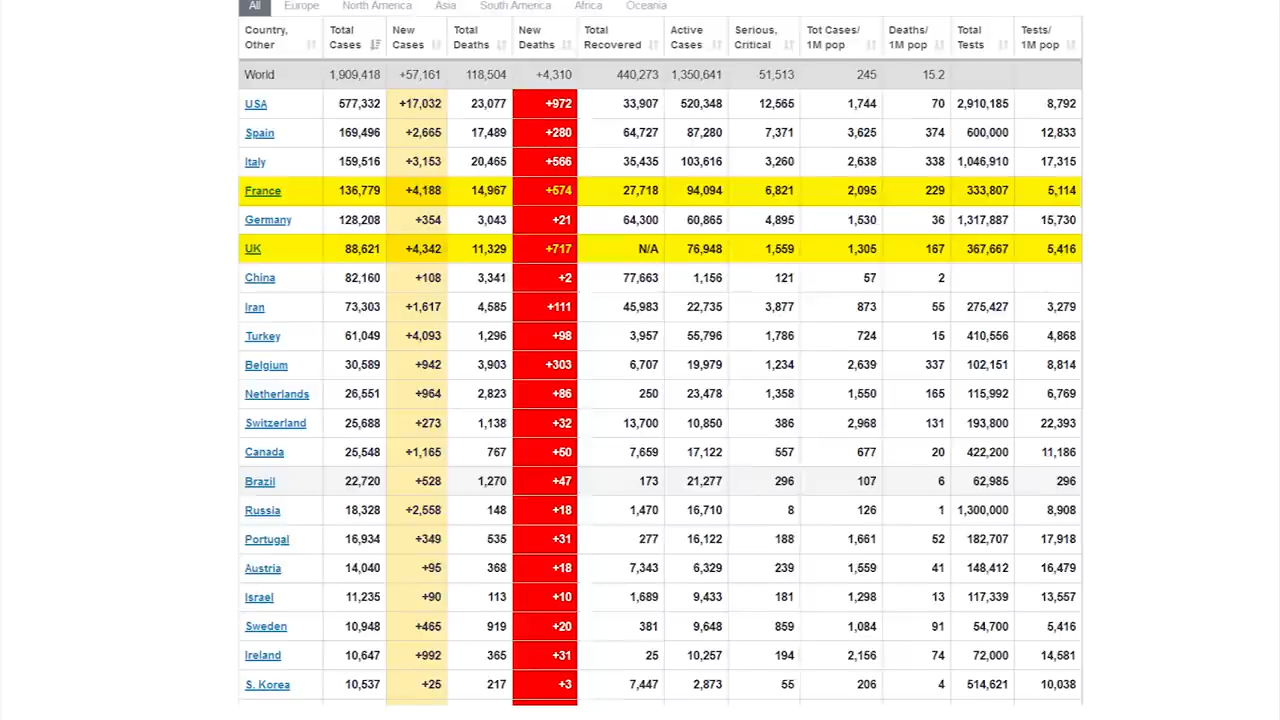 All Europe North America Asia South America Africa Oceania
Country, Other Total Cases New Cases Total Deaths New Deaths Total Recovered Active Cases Serious, Critical Tot Cases/ 1M pop Deaths/ 1M pop Total Tests Tests/ 1M pop
World 1,909,418 +57,161 118,504 +4,310 440,273 1,350,641 51,513 245 15.2
USA 577,332 +17,032 23,077 +972 33,907 520,348 12,565 1,744 70 2,910,185 8,792
Spain 169,496 +2,665 17,489 +280 64,727 87,280 7,371 3,625 374 600,000 12,833
Italy 159,516 +3,153 20,465 +566 35,435 103,616 3,260 2,638 338 1,046,910 17,315
France 136,779 +4,188 14,967 +574 27,718 94,094 6,821 2,095 229 333,807 5,114
Germany 128,208 +354 3,043 +21 64,300 60,865 4,895 1,530 36 1,317,887 15,730
UK 88,621 +4,342 11,329 +717 N/A 76,948 1,559 1,305 167 367,667 5,416
China 82,160 +108 3,341 +2 77,663 1,156 121 57 2
Iran 73,303 +1,617 4,585 +111 45,983 22,735 3,877 873 55 275,427 3,279
Turkey 61,049 +4,093 1,296 +98 3,957 55,796 1,786 724 15 410,556 4,868
Belgium 30,589 +942 3,903 +303 6,707 19,979 1,234 2,639 337 102,151 8,814
Netherlands 26,551 +964 2,823 +86 250 23,478 1,358 1,550 165 115,992 6,769
Switzerland 25,688 +273 1,138 +32 13,700 10,850 386 2,968 131 193,800 22,393
Canada 25,548 +1,165 767 +50 7,659 17,122 557 677 20 422,200 11,186
Brazil 22,720 +528 1,270 +47 173 21,277 296 107 6 62,985 296
Russia 18,328 +2,558 148 +18 1,470 16,710 8 126 1 1,300,000 8,908
Portugal 16,934 +349 535 +31 277 16,122 188 1,661 52 182,707 17,918
Austria 14,040 +95 368 +18 7,343 6,329 239 1,559 41 148,412 16,479
Israel 11,235 +90 113 +10 1,689 9,433 181 1,298 13 117,339 13,557
Sweden 10,948 +465 919 +20 381 9,648 859 1,084 91 54,700 5,416
Ireland 10,647 +992 365 +31 25 10,257 194 2,156 74 72,000 14,581
S. Korea 10,537 +25 217 +3 7,447 2,873 55 206 4 514,621 10,038